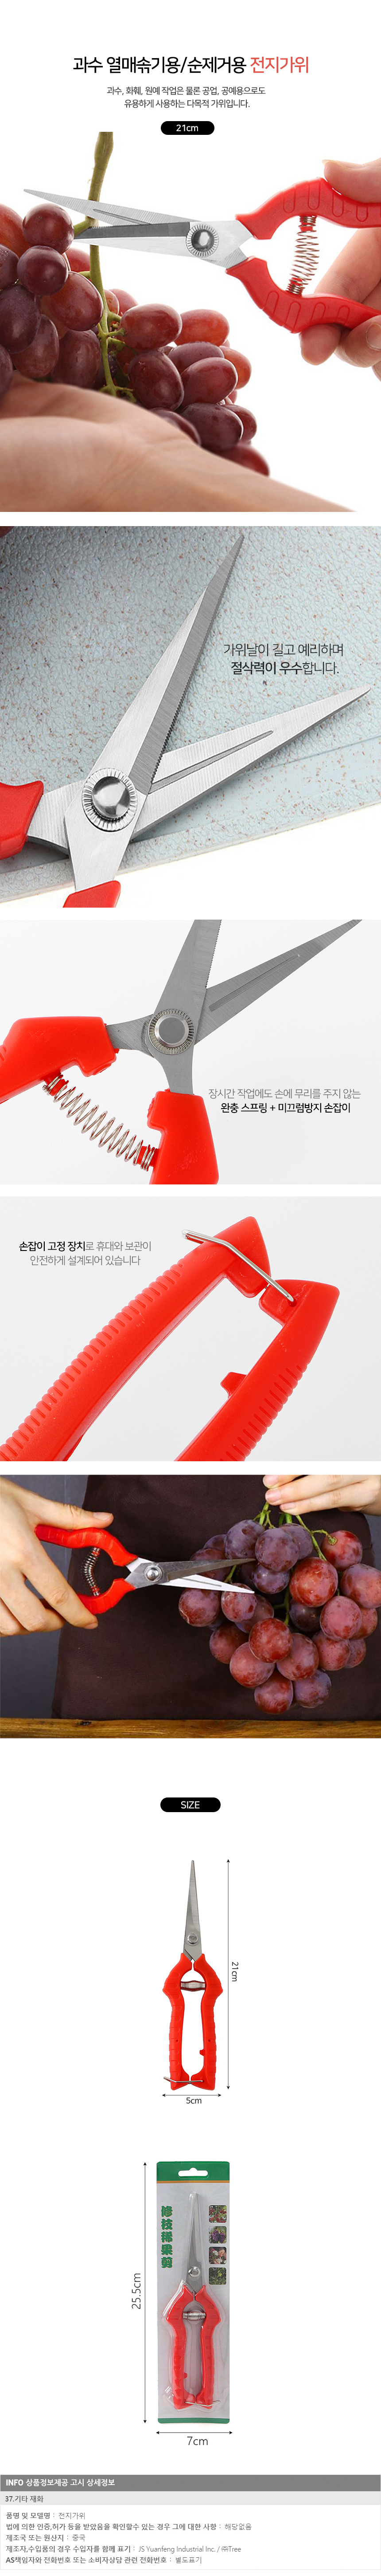 과수 열매솎기용/순제거용 전지가위
과수, 화훼, 원예 작업은 물론 공업, 공예용으로도
유용하게 사용하는 다목적 가위입니다.
21cm
가위날이 길고 예리하며
절삭력이 우수합니다.
장시간 작업에도 손에 무리를 주지 않는
완충 스프링 + 미끄럼방지 손잡이
손잡이 고정 장치로 휴대와 보관이
안전하게 설계되어 있습니다
SIZE
21cm
5cm
修枝稀果剪
25.5cm
7cm
INFO 상품정보제공 고시 상세정보
37.기타 재화
품명 및 모델명 : 전지가위
법에 의한 인증,허가 등을 받았음을 확인할수 있는 경우 그에 대한 사항 : 해당없음
제조국 또는 원산지 : 중국
제조자,수입품의 경우 수입자를 함께 표기 : JS Yuanfeng Industrial Inc. / ㈜Tree
AS책임자와 전화번호 또는 소비자상담 관련 전화번호 : 별도표기